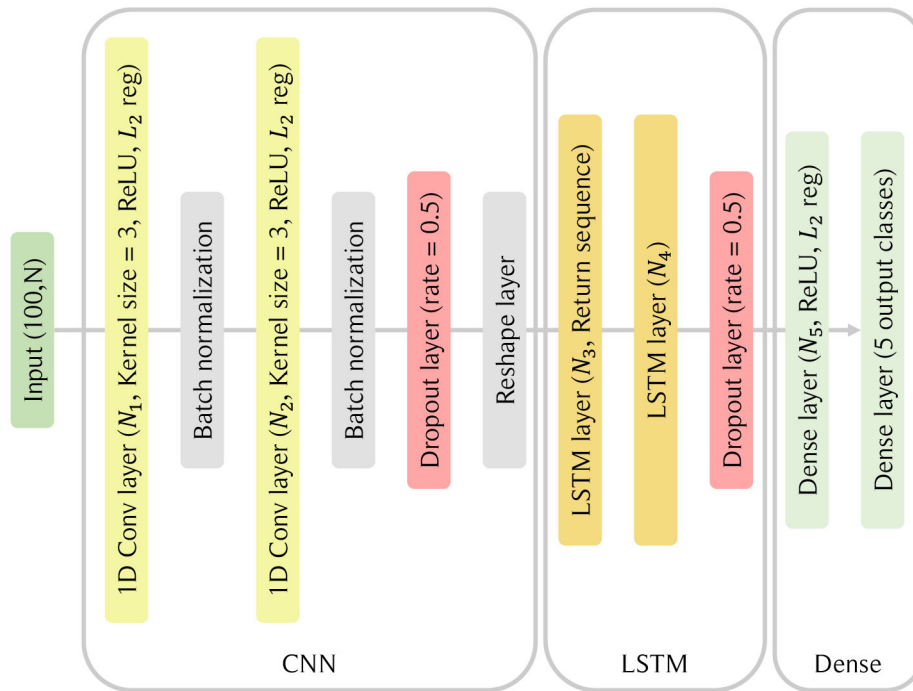 Input (100,N)
1D Conv layer (N₁, Kernel size = 3, ReLU, L₂ reg)
Batch normalization
1D Conv layer (N₂, Kernel size = 3, ReLU, L₂ reg)
Batch normalization
Dropout layer (rate = 0.5)
Reshape layer
CNN
LSTM layer (N₃, Return sequence)
LSTM layer (N₄)
Dropout layer (rate = 0.5)
LSTM
Dense layer (N₅, ReLU, L₂ reg)
Dense layer (5 output classes)
Dense